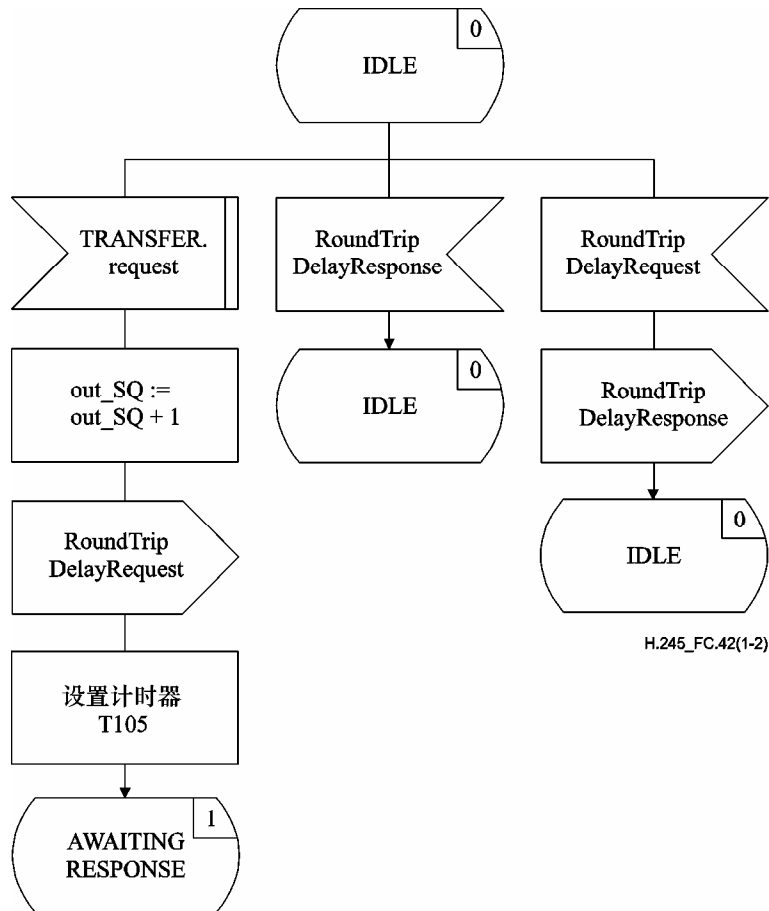 0
IDLE
TRANSFER.
request
RoundTrip
DelayResponse
RoundTrip
DelayRequest
out_SQ :=
out_SQ + 1
0
IDLE
RoundTrip
DelayResponse
RoundTrip
DelayRequest
0
IDLE
H.245_FC.42(1-2)
设置计时器
T105
1
AWAITING
RESPONSE